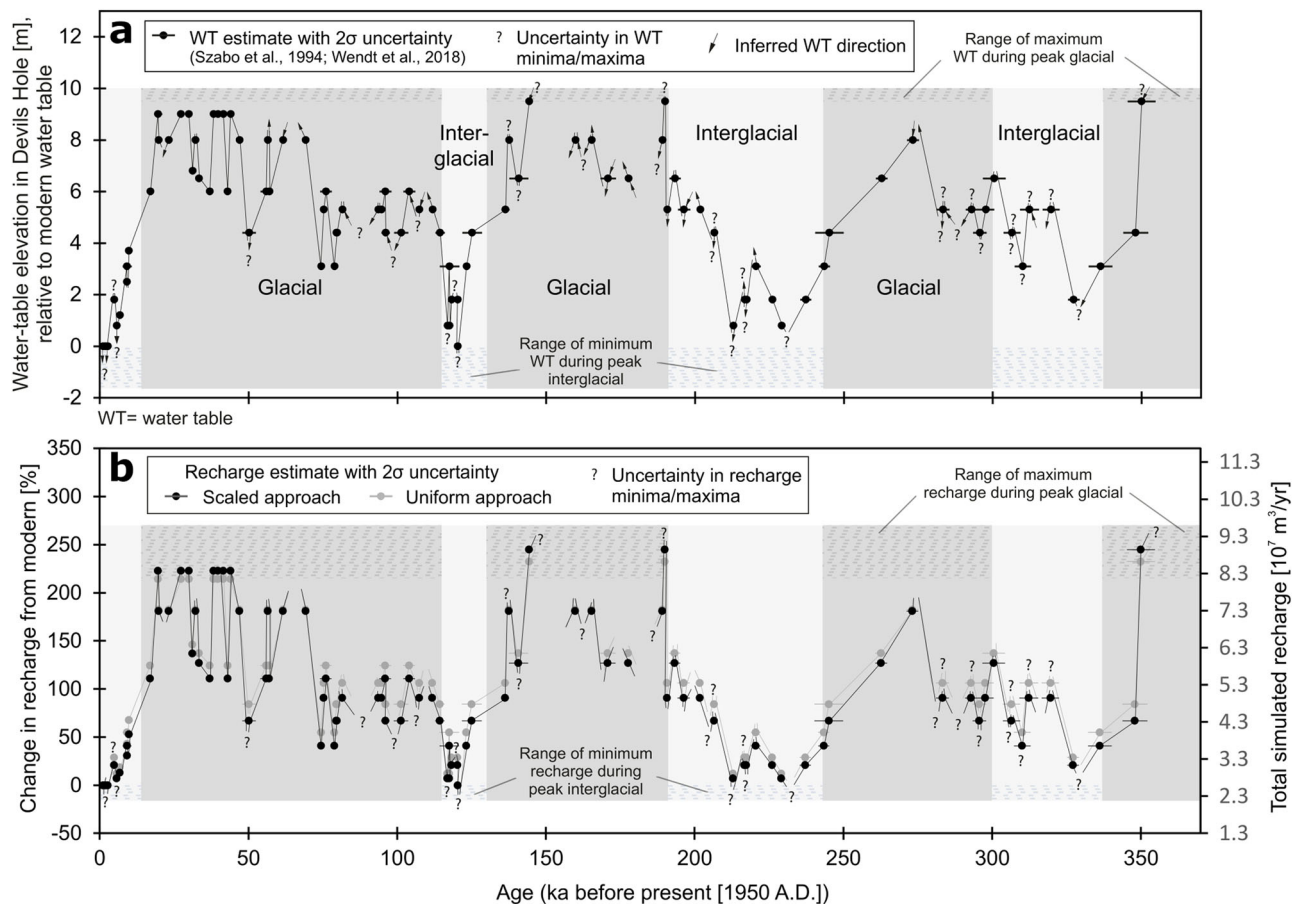 a
WT estimate with 2σ uncertainty
(Szabo et al., 1994; Wendt et al., 2018)
? Uncertainty in WT
minima/maxima
Inferred WT direction
Range of maximum
WT during peak glacial
Water-table elevation in Devils Hole [m],
relative to modern water table
12
10
8
6
4
2
0
-2
Inter-
glacial
Interglacial
Interglacial
Glacial
Glacial
Glacial
Range of minimum
WT during peak
interglacial
WT= water table
b
Recharge estimate with 2σ uncertainty
Scaled approach
Uniform approach
? Uncertainty in recharge
minima/maxima
Range of maximum
recharge during peak glacial
Change in recharge from modern [%]
350
300
250
200
150
100
50
0
-50
Range of minimum
recharge during
peak interglacial
11.3
10.3
9.3
8.3
7.3
6.3
5.3
4.3
3.3
2.3
1.3
Total simulated recharge [10⁷ m³/yr]
0 50 100 150 200 250 300 350
Age (ka before present [1950 A.D.])